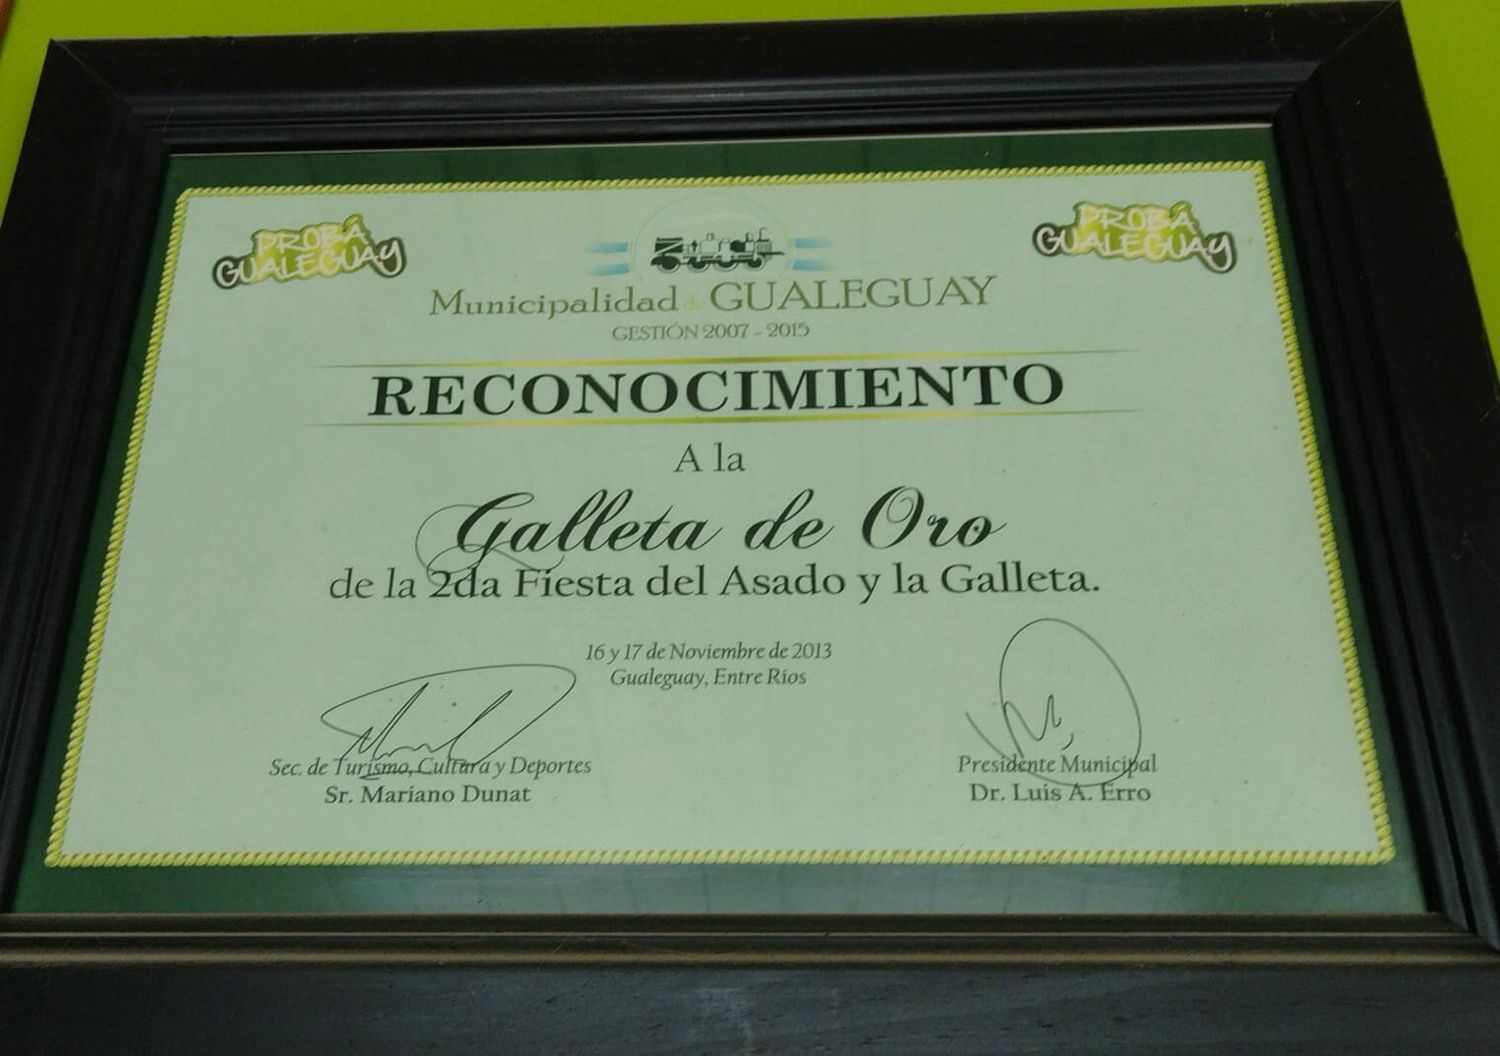 PROBÁ
GUALEGUAY
PROBÁ
GUALEGUAY
Municipalidad de GUALEGUAY
GESTIÓN 2007 - 2015
RECONOCIMIENTO
A la
Galleta de Oro
de la 2da Fiesta del Asado y la Galleta.
16 y 17 de Noviembre de 2013
Gualeguay, Entre Ríos
Sec. de Turismo, Cultura y Deportes
Sr. Mariano Dunat
Presidente Municipal
Dr. Luis A. Erro